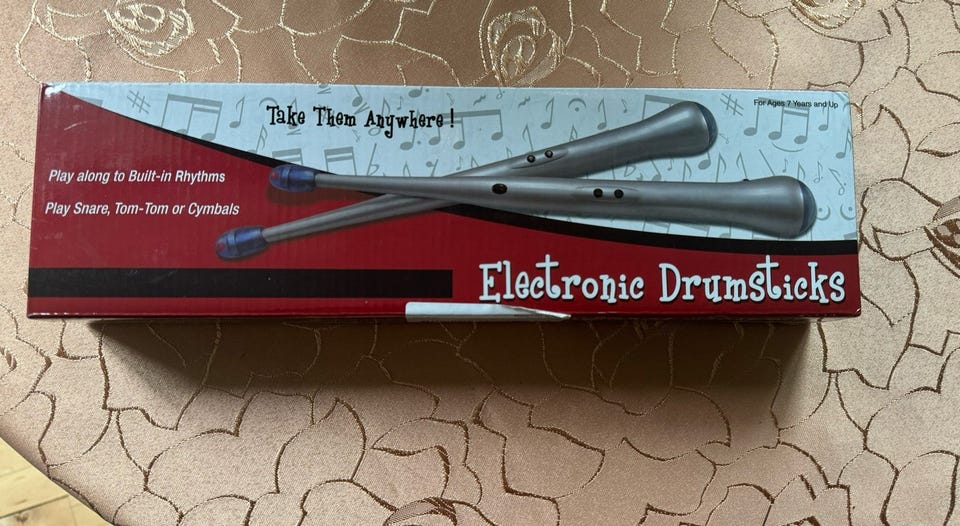 Take Them Anywhere !
For Ages 7 Years and Up
Play along to Built-in Rhythms
Play Snare, Tom-Tom or Cymbals
Electronic Drumsticks